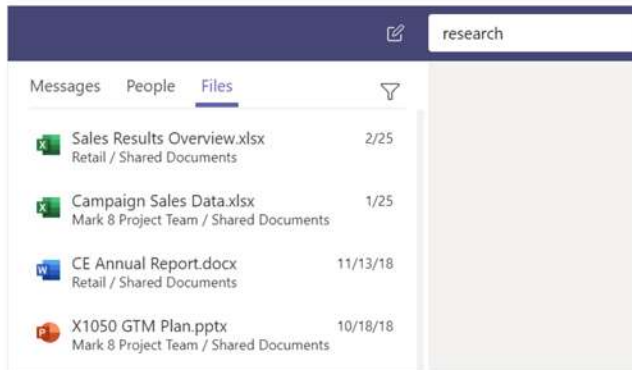 research
Messages People Files
Sales Results Overview.xlsx 2/25
Retail / Shared Documents
Campaign Sales Data.xlsx 1/25
Mark 8 Project Team / Shared Documents
CE Annual Report.docx 11/13/18
Retail / Shared Documents
X1050 GTM Plan.pptx 10/18/18
Mark 8 Project Team / Shared Documents